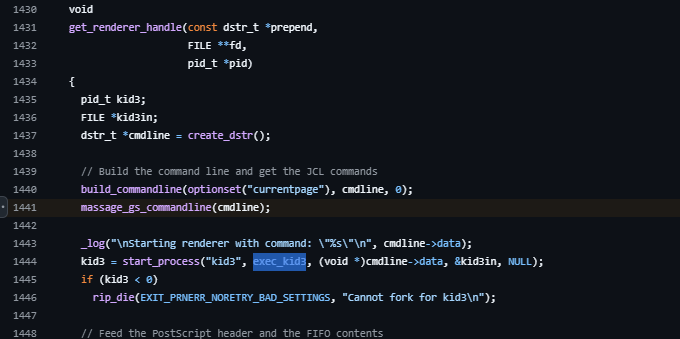 1430 void
1431 get_renderer_handle(const dstr_t *prepend,
1432 FILE **fd,
1433 pid_t *pid)
1434 {
1435 pid_t kid3;
1436 FILE *kid3in;
1437 dstr_t *cmdline = create_dstr();
1438
1439 // Build the command line and get the JCL commands
1440 build_commandline(optionset("currentpage"), cmdline, 0);
1441 massage_gs_commandline(cmdline);
1442
1443 _log("\nStarting renderer with command: \"%s\"\n", cmdline->data);
1444 kid3 = start_process("kid3", exec_kid3, (void *)cmdline->data, &kid3in, NULL);
1445 if (kid3 < 0)
1446 rip_die(EXIT_PRNERR_NORETRY_BAD_SETTINGS, "Cannot fork for kid3\n");
1447
1448 // Feed the PostScript header and the FIFO contents